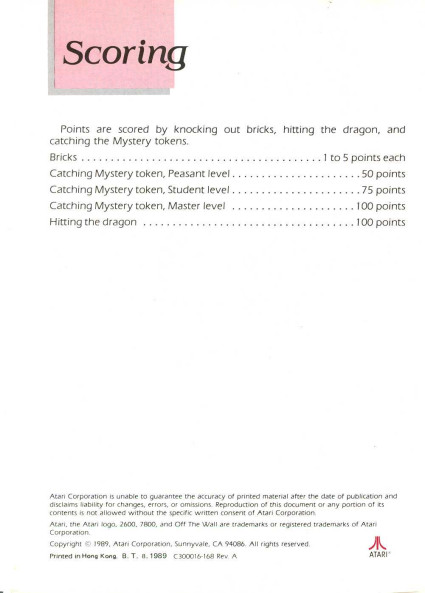 Scoring
Points are scored by knocking out bricks, hitting the dragon, and
catching the Mystery tokens.
Bricks ........................................ 1 to 5 points each
Catching Mystery token, Peasant level ..................... 50 points
Catching Mystery token, Student level ..................... 75 points
Catching Mystery token, Master level ..................... 100 points
Hitting the dragon .................................... 100 points
Atari Corporation is unable to guarantee the accuracy of printed material after the date of publication and
disclaims liability for changes, errors, or omissions. Reproduction of this document or any portion of its
contents is not allowed without the specific written consent of Atari Corporation.
Atari, the Atari logo, 2600, 7800, and Off The Wall are trademarks or registered trademarks of Atari
Corporation.
Copyright © 1989, Atari Corporation, Sunnyvale, CA 94086. All rights reserved.
Printed in Hong Kong. B. T. 8. 1989 C300016-168 Rev. A
ATARI®